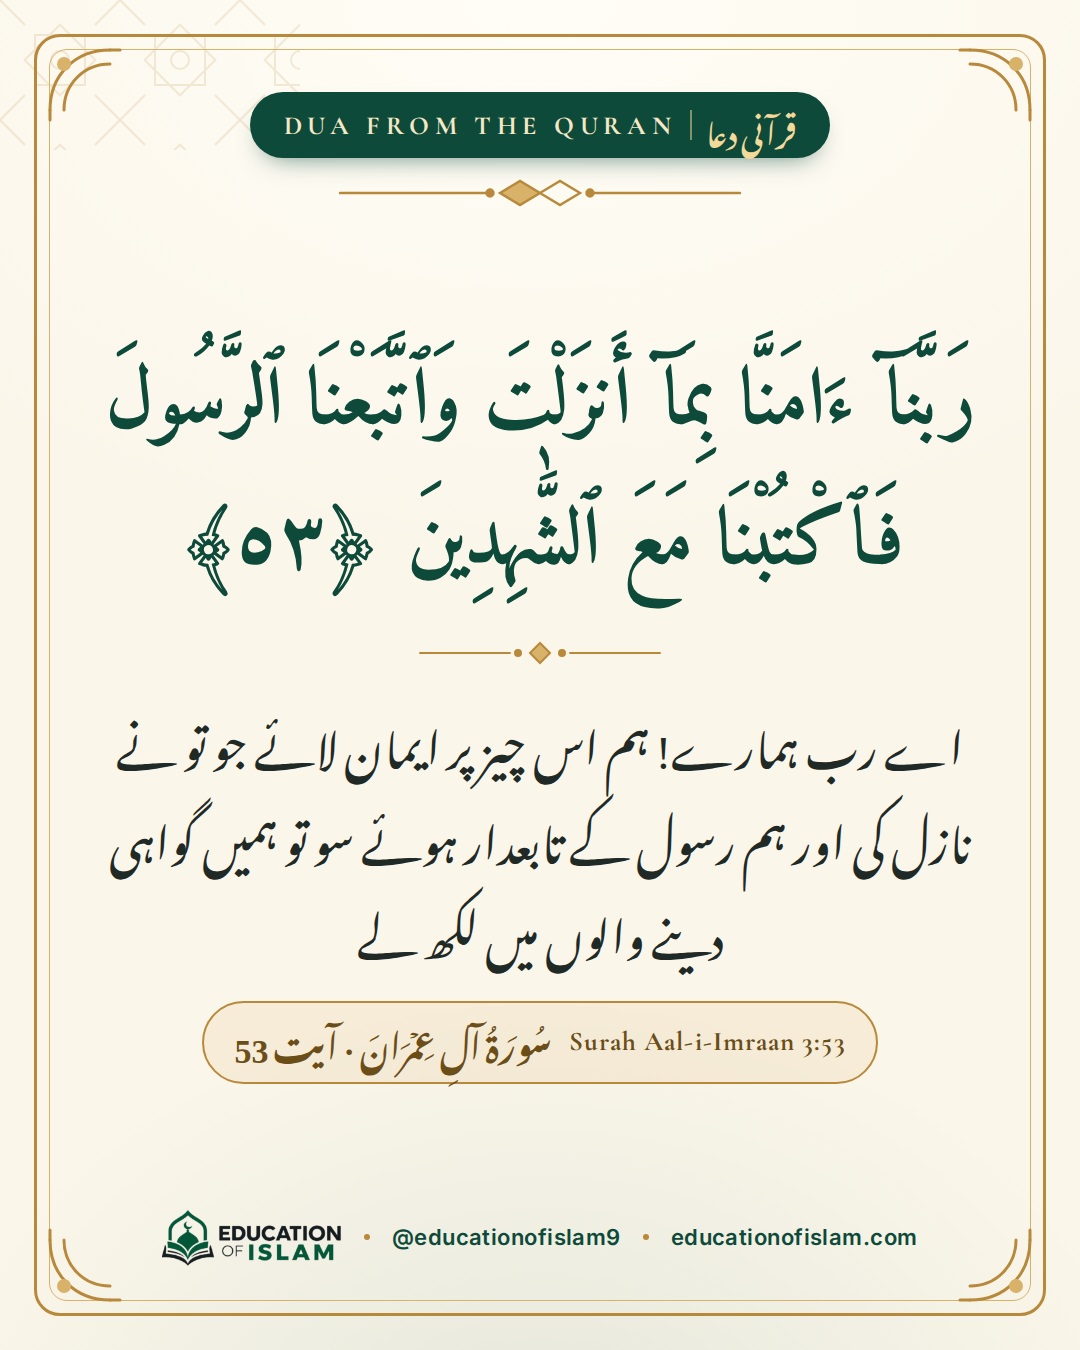 DUA FROM THE QURAN | قرآنی دعا
رَبَّنَآ ءَامَنَّا بِمَآ أَنزَلْتَ وَٱتَّبَعْنَا ٱلرَّسُولَ
فَٱكْتُبْنَا مَعَ ٱلشَّٰهِدِينَ ﴿٥٣﴾
اے رب ہمارے! ہم اس چیز پر ایمان لائے جو تو نے
نازل کی اور ہم رسول کے تابعدار ہوئے سو تو ہمیں گواہی
دینے والوں میں لکھ لے
سُورَةُ آلِ عِمۡرَانَ · آیت 53 Surah Aal-i-Imraan 3:53
EDUCATION OF ISLAM • @educationofislam9 • educationofislam.com